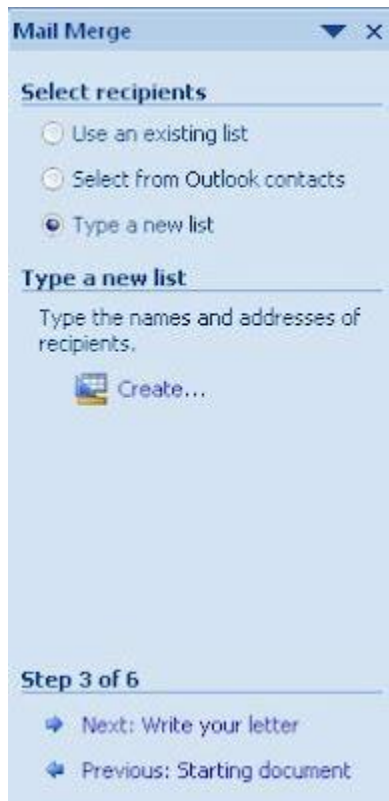 Mail Merge
Select recipients
Use an existing list
Select from Outlook contacts
Type a new list
Type a new list
Type the names and addresses of
recipients.
Create...
Step 3 of 6
Next: Write your letter
Previous: Starting document